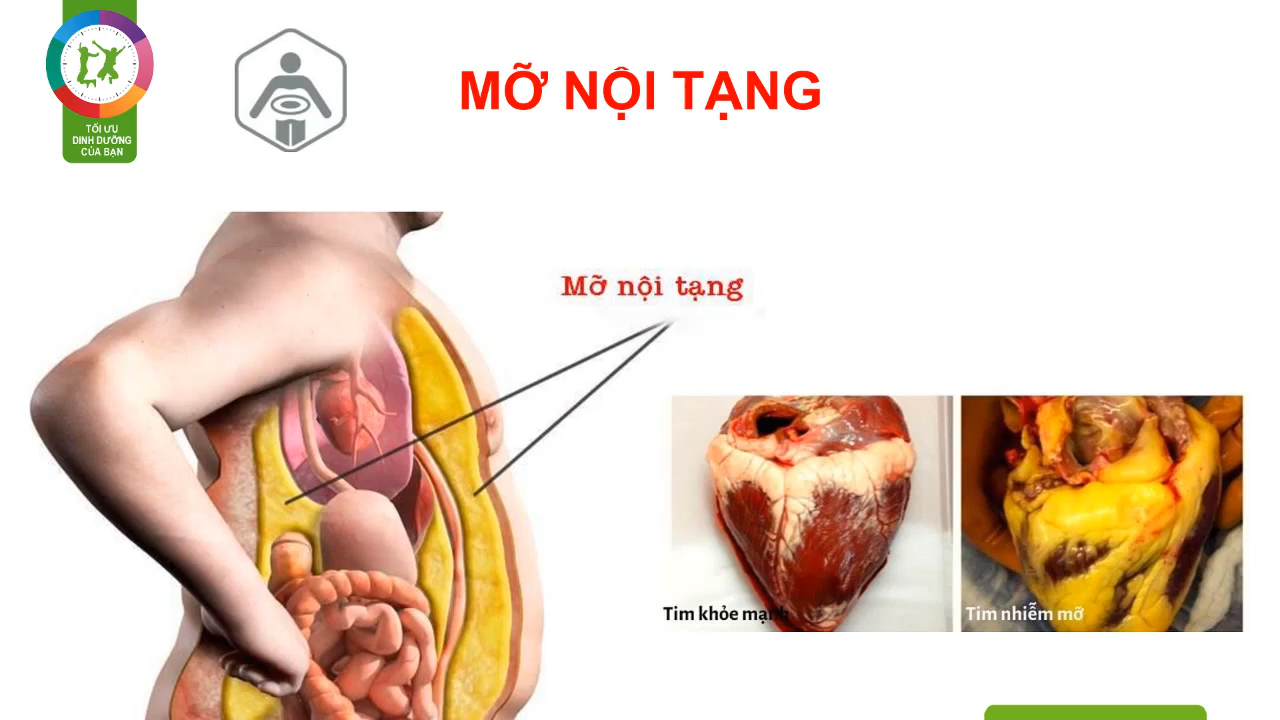 TỐI ƯU
DINH DƯỠNG
CỦA BẠN
MỠ NỘI TẠNG
Mỡ nội tạng
Tim khỏe mạnh
Tim nhiễm mỡ